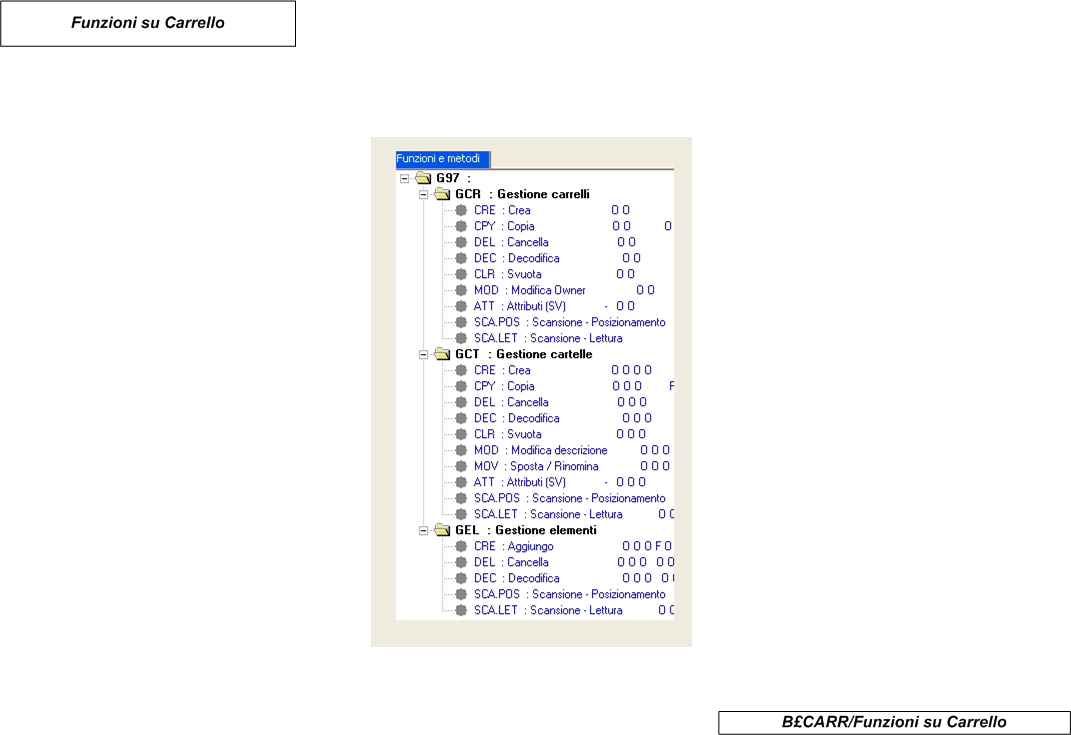 Funzioni su Carrello
Funzioni e metodi
G97 :
GCR : Gestione carrelli
CRE : Crea O O
CPY : Copia O O O
DEL : Cancella O O
DEC : Decodifica O O
CLR : Svuota O O
MOD : Modifica Owner O O
ATT : Attributi (SV) - O O
SCA.POS : Scansione - Posizionamento
SCA.LET : Scansione - Lettura
GCT : Gestione cartelle
CRE : Crea O O O O
CPY : Copia O O O F
DEL : Cancella O O O
DEC : Decodifica O O O
CLR : Svuota O O O
MOD : Modifica descrizione O O O
MOV : Sposta / Rinomina O O O
ATT : Attributi (SV) - O O O
SCA.POS : Scansione - Posizionamento
SCA.LET : Scansione - Lettura O O
GEL : Gestione elementi
CRE : Aggiungo O O O F O
DEL : Cancella O O O O O
DEC : Decodifica O O O O
SCA.POS : Scansione - Posizionamento
SCA.LET : Scansione - Lettura O O
B£CARR/Funzioni su Carrello